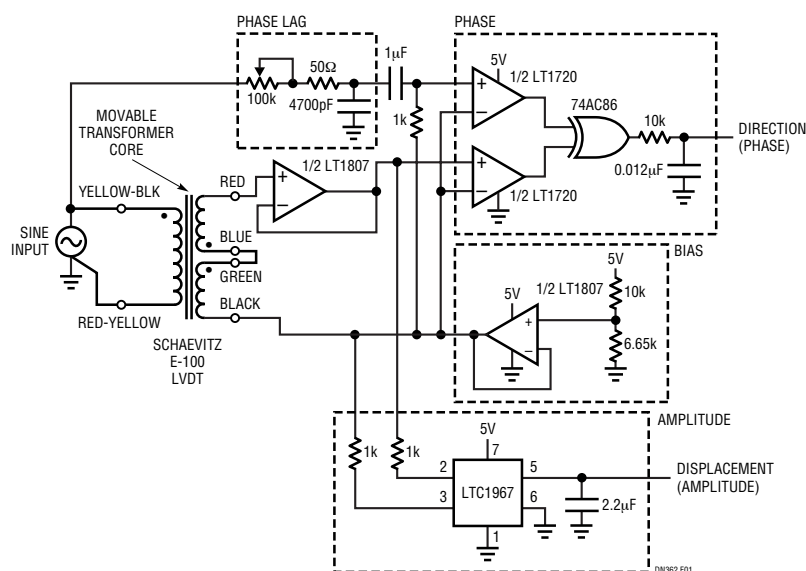 PHASE LAG
PHASE
1µF
5V
50Ω
1/2 LT1720
100k
4700pF
74AC86
10k
1k
DIRECTION
(PHASE)
MOVABLE
TRANSFORMER
CORE
0.012µF
RED
1/2 LT1807
YELLOW-BLK
1/2 LT1720
SINE
INPUT
BLUE
GREEN
BIAS
5V
BLACK
1/2 LT1807
10k
5V
RED-YELLOW
SCHAEVITZ
E-100
LVDT
6.65k
AMPLITUDE
5V
1k
1k
7
2
5
DISPLACEMENT
(AMPLITUDE)
LTC1967
3
6
2.2µF
1
DN362 F01